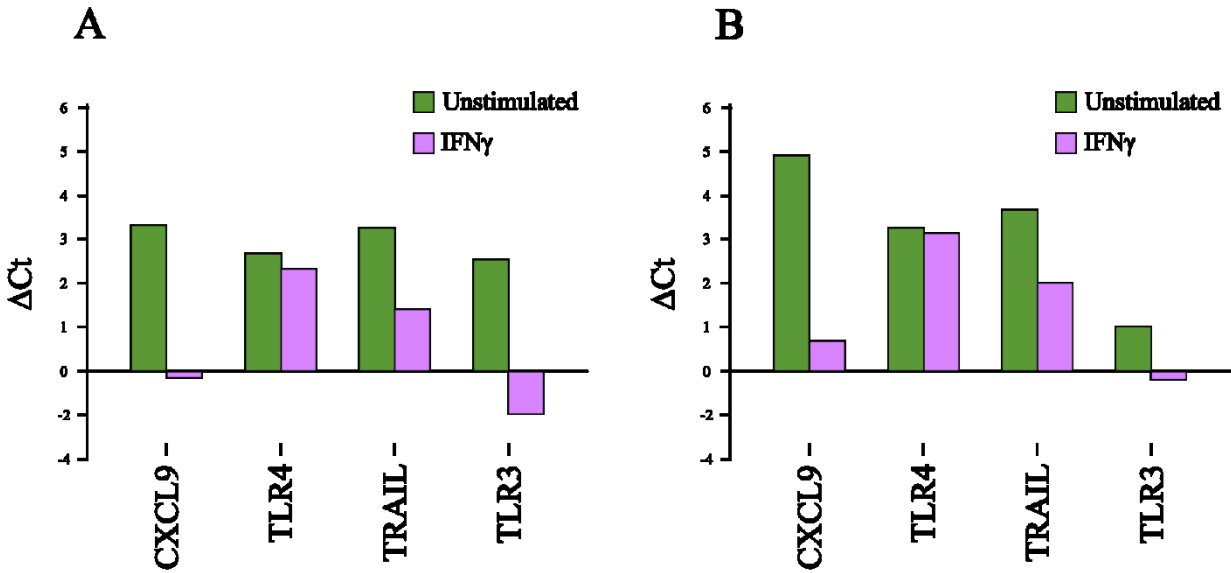 A
Unstimulated
IFNγ
ΔCt
6
5
4
3
2
1
0
-2
-4
CXCL9
TLR4
TRAIL
TLR3
B
Unstimulated
IFNγ
ΔCt
6
5
4
3
2
1
0
-2
-4
CXCL9
TLR4
TRAIL
TLR3